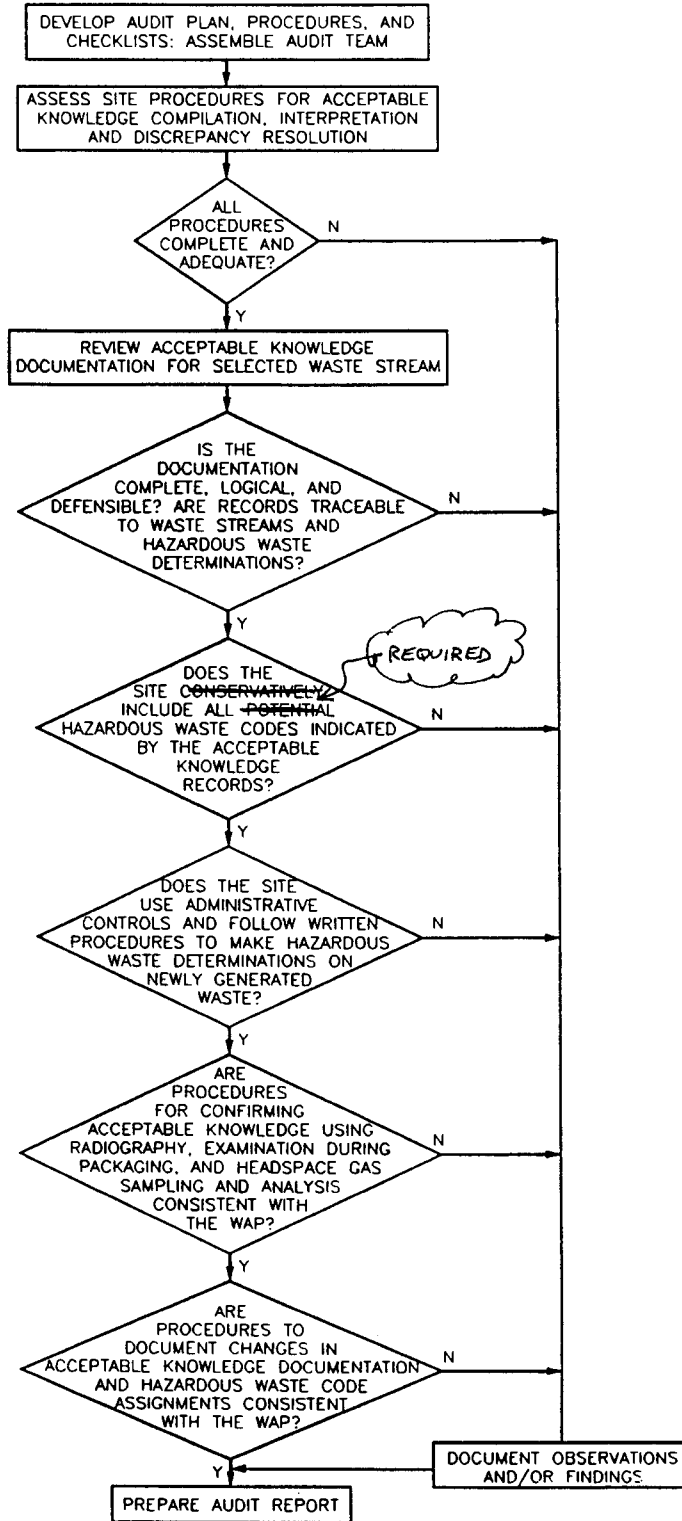 DEVELOP AUDIT PLAN, PROCEDURES, AND
CHECKLISTS: ASSEMBLE AUDIT TEAM
ASSESS SITE PROCEDURES FOR ACCEPTABLE
KNOWLEDGE COMPILATION, INTERPRETATION
AND DISCREPANCY RESOLUTION
ALL
PROCEDURES
COMPLETE AND
ADEQUATE?
N
Y
REVIEW ACCEPTABLE KNOWLEDGE
DOCUMENTATION FOR SELECTED WASTE STREAM
IS THE
DOCUMENTATION
COMPLETE, LOGICAL, AND
DEFENSIBLE? ARE RECORDS TRACEABLE
TO WASTE STREAMS AND
HAZARDOUS WASTE
DETERMINATIONS?
N
Y
REQUIRED
DOES THE
SITE CONSERVATIVELY
INCLUDE ALL POTENTIAL
HAZARDOUS WASTE CODES INDICATED
BY THE ACCEPTABLE
KNOWLEDGE
RECORDS?
N
Y
DOES THE SITE
USE ADMINISTRATIVE
CONTROLS AND FOLLOW WRITTEN
PROCEDURES TO MAKE HAZARDOUS
WASTE DETERMINATIONS ON
NEWLY GENERATED
WASTE?
N
Y
ARE
PROCEDURES
FOR CONFIRMING
ACCEPTABLE KNOWLEDGE USING
RADIOGRAPHY, EXAMINATION DURING
PACKAGING, AND HEADSPACE GAS
SAMPLING AND ANALYSIS
CONSISTENT WITH
THE WAP?
N
Y
ARE
PROCEDURES TO
DOCUMENT CHANGES IN
ACCEPTABLE KNOWLEDGE DOCUMENTATION
AND HAZARDOUS WASTE CODE
ASSIGNMENTS CONSISTENT
WITH THE WAP?
N
Y
DOCUMENT OBSERVATIONS
AND/OR FINDINGS
PREPARE AUDIT REPORT